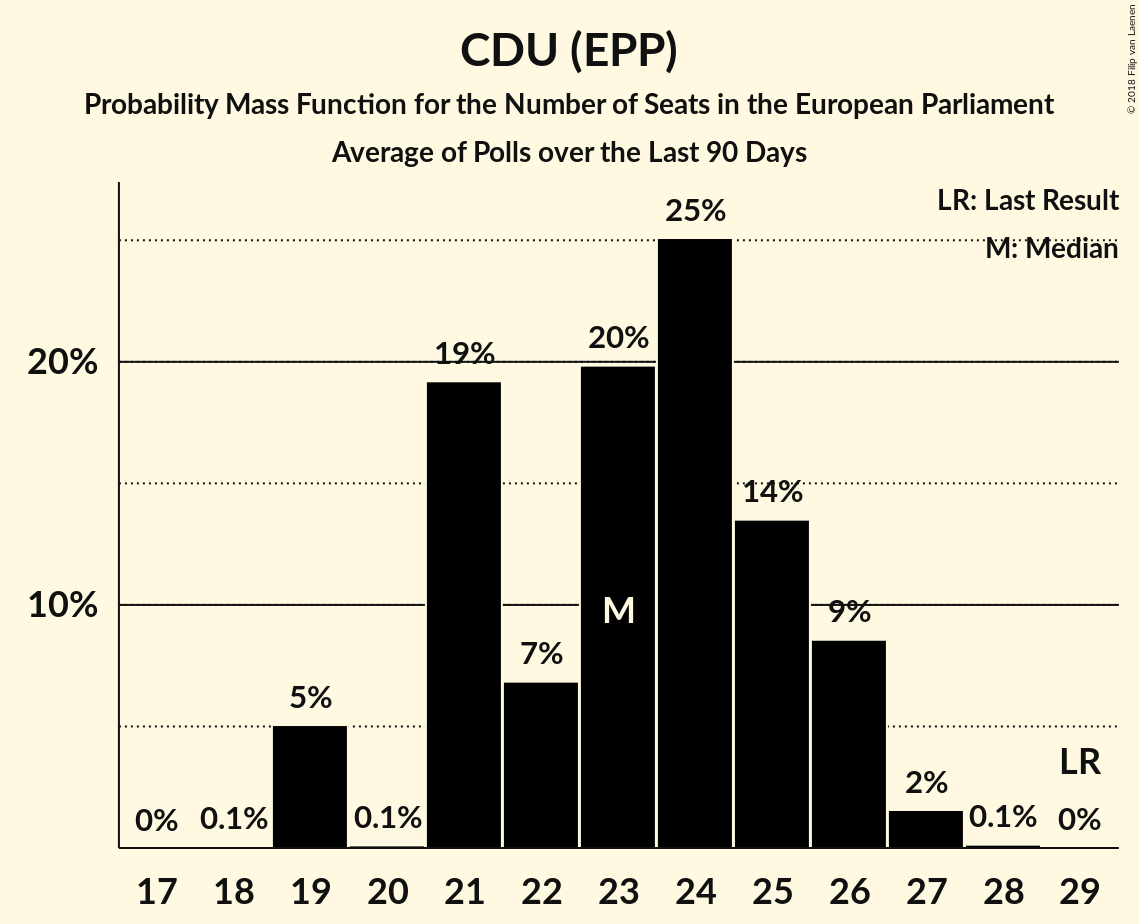 CDU (EPP)
Probability Mass Function for the Number of Seats in the European Parliament
Average of Polls over the Last 90 Days
© 2018 Filip van Laenen
LR: Last Result
M: Median
20%
10%
0%
0.1%
5%
0.1%
19%
7%
20%
M
25%
14%
9%
2%
0.1%
LR
0%
17 18 19 20 21 22 23 24 25 26 27 28 29